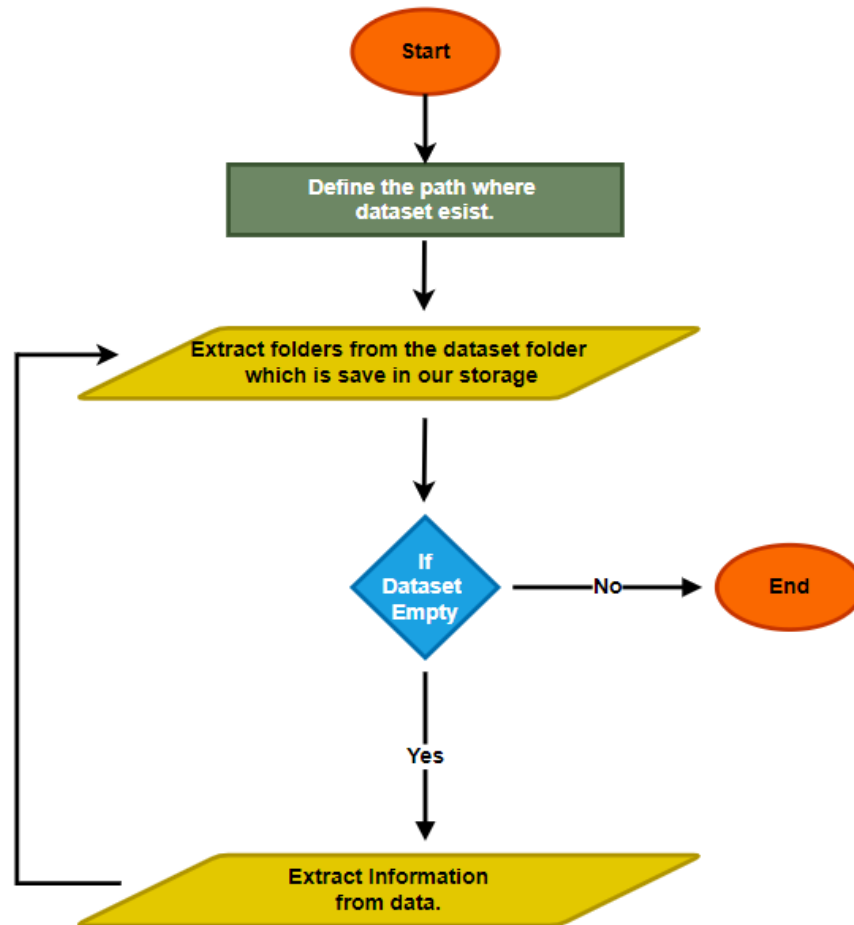 Start
Define the path where
dataset esist.
Extract folders from the dataset folder
which is save in our storage
If
Dataset
Empty
No
End
Yes
Extract Information
from data.